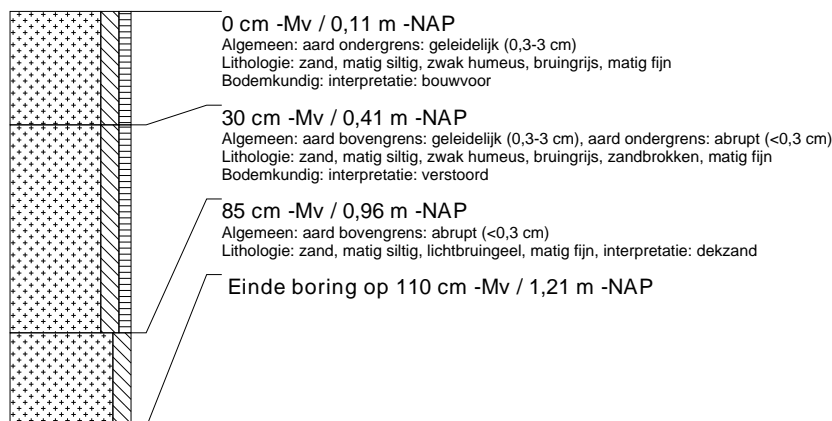 0 cm -Mv / 0,11 m -NAP
Algemeen: aard ondergrens: geleidelijk (0,3-3 cm)
Lithologie: zand, matig siltig, zwak humeus, bruingrijs, matig fijn
Bodemkundig: interpretatie: bouwvoor
30 cm -Mv / 0,41 m -NAP
Algemeen: aard bovengrens: geleidelijk (0,3-3 cm), aard ondergrens: abrupt (<0,3 cm)
Lithologie: zand, matig siltig, zwak humeus, bruingrijs, zandbrokken, matig fijn
Bodemkundig: interpretatie: verstoord
85 cm -Mv / 0,96 m -NAP
Algemeen: aard bovengrens: abrupt (<0,3 cm)
Lithologie: zand, matig siltig, lichtbruingeel, matig fijn, interpretatie: dekzand
Einde boring op 110 cm -Mv / 1,21 m -NAP